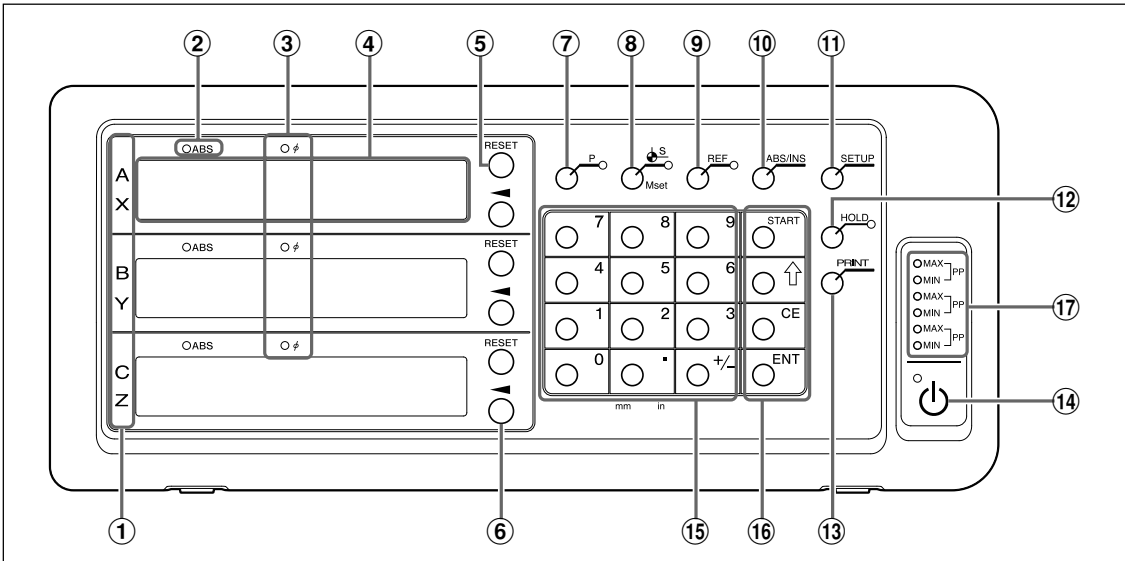 ② ③ ④ ⑤ ⑦ ⑧ ⑨ ⑩ ⑪
ABS φ RESET
A
X
P S Mset REF ABS/INS SETUP
⑫
HOLD
PRINT
ABS φ RESET
B
Y
ABS φ RESET
C
Z
7 8 9 START
4 5 6 ⇧
1 2 3 CE
0 . +/− ENT
mm in
MAX
MIN PP
MAX
MIN PP
MAX
MIN PP
⑰
⑭
① ⑥ ⑮ ⑯ ⑬